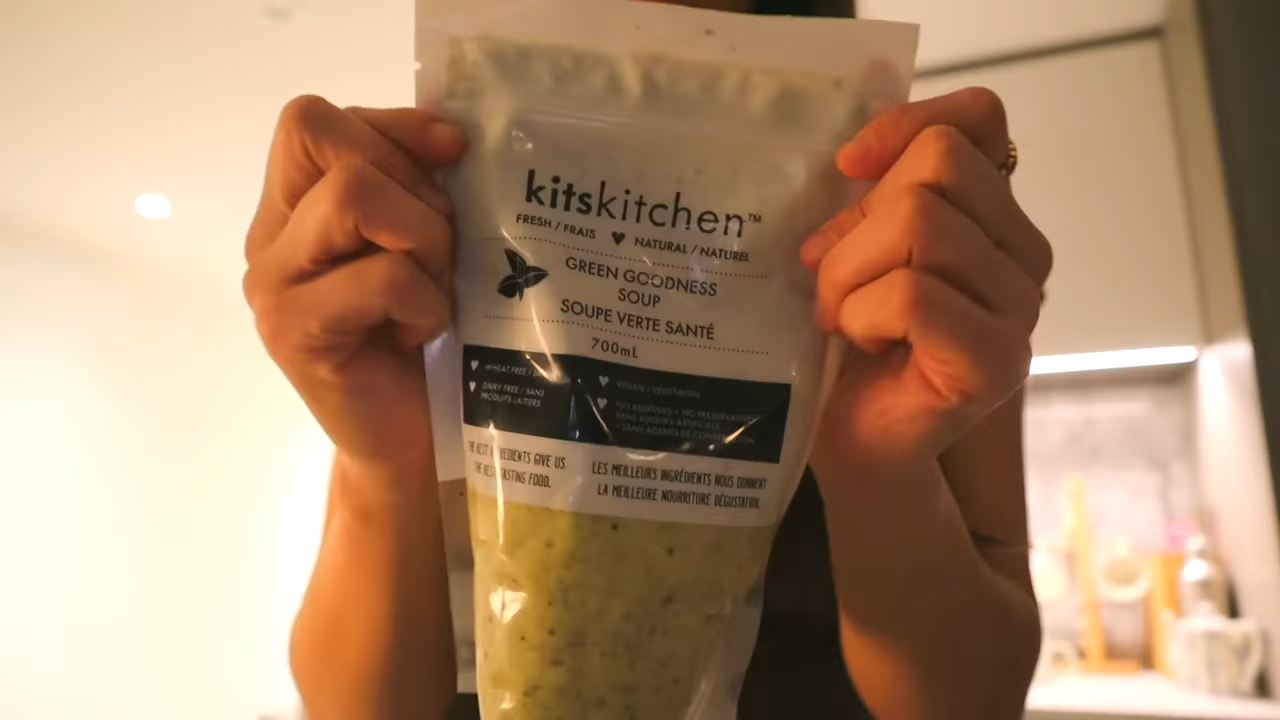 kitskitchen™
FRESH / FRAIS ♥ NATURAL / NATUREL
GREEN GOODNESS
SOUP
SOUPE VERTE SANTÉ
700mL
WHEAT FREE /
DAIRY FREE / SANS
PRODUITS LAITIERS
VEGAN / VÉGÉTALIEN
NO ADDITIVES + NO PRESERVATIVES
SANS ADDITIFS ARTIFICIELS
+ SANS AGENTS DE CONSERVATION
THE BEST INGREDIENTS GIVE US
THE BEST TASTING FOOD.
LES MEILLEURS INGRÉDIENTS NOUS DONNENT
LA MEILLEURE NOURRITURE DÉGUSTATION.